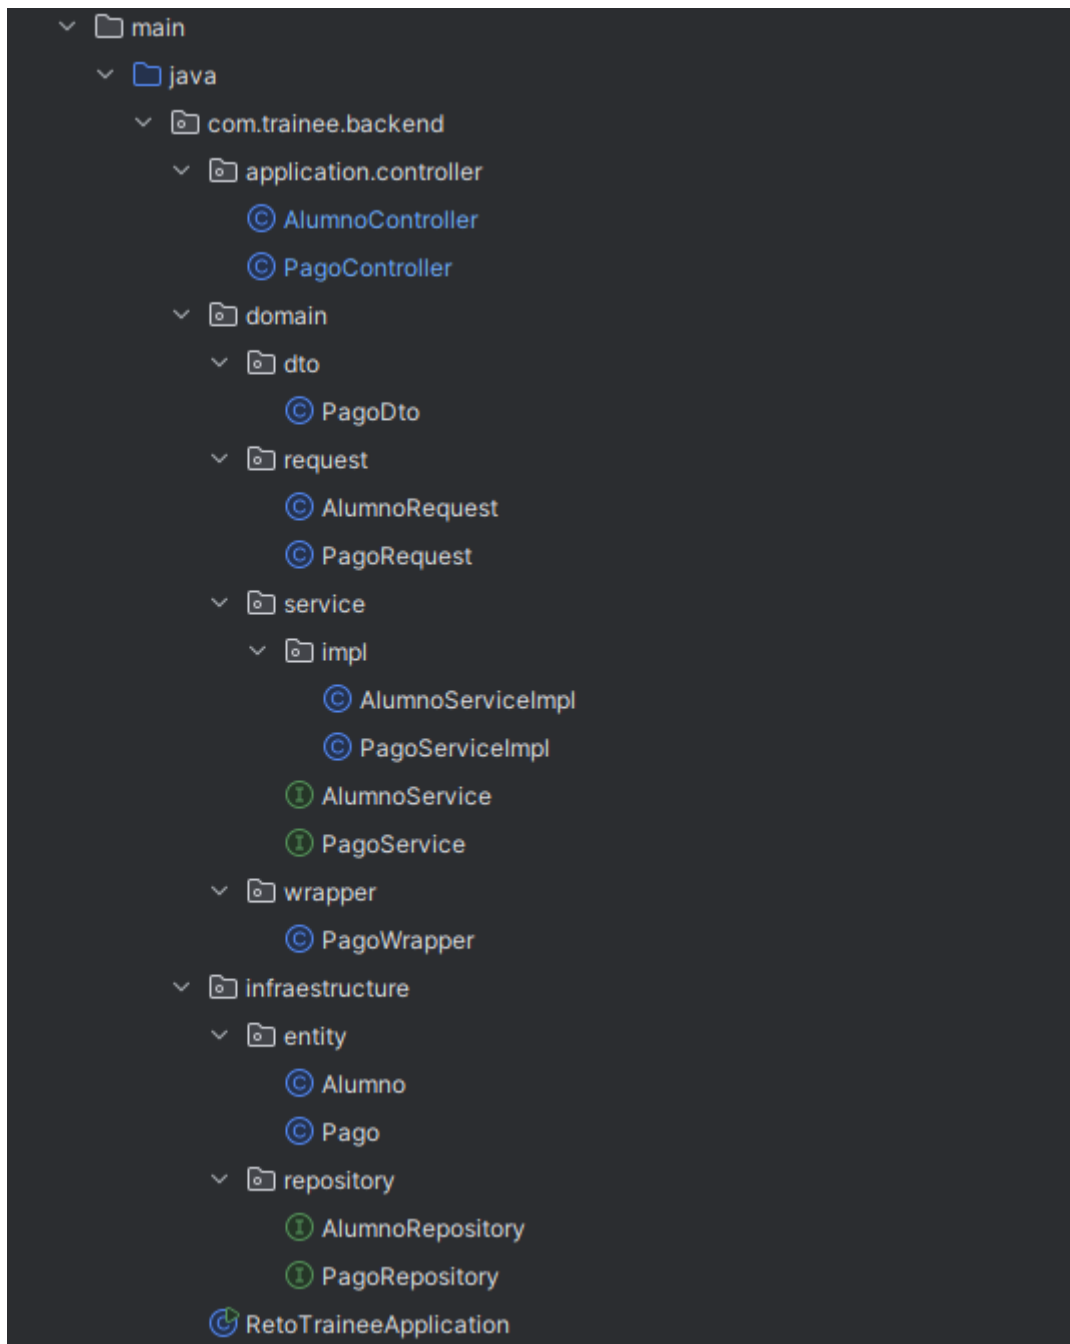 main
java
com.trainee.backend
application.controller
AlumnoController
PagoController
domain
dto
PagoDto
request
AlumnoRequest
PagoRequest
service
impl
AlumnoServiceImpl
PagoServiceImpl
AlumnoService
PagoService
wrapper
PagoWrapper
infraestructure
entity
Alumno
Pago
repository
AlumnoRepository
PagoRepository
RetoTraineeApplication